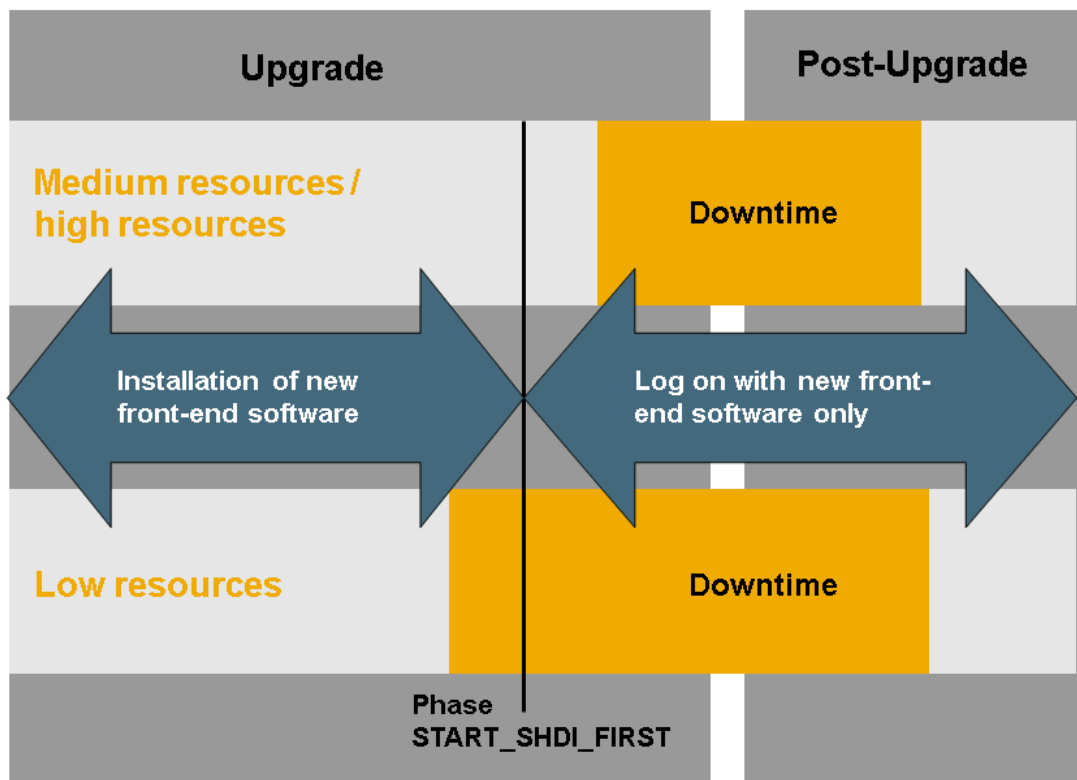 Upgrade
Post-Upgrade
Medium resources /
high resources
Downtime
Installation of new
front-end software
Log on with new front-
end software only
Low resources
Downtime
Phase
START_SHDI_FIRST